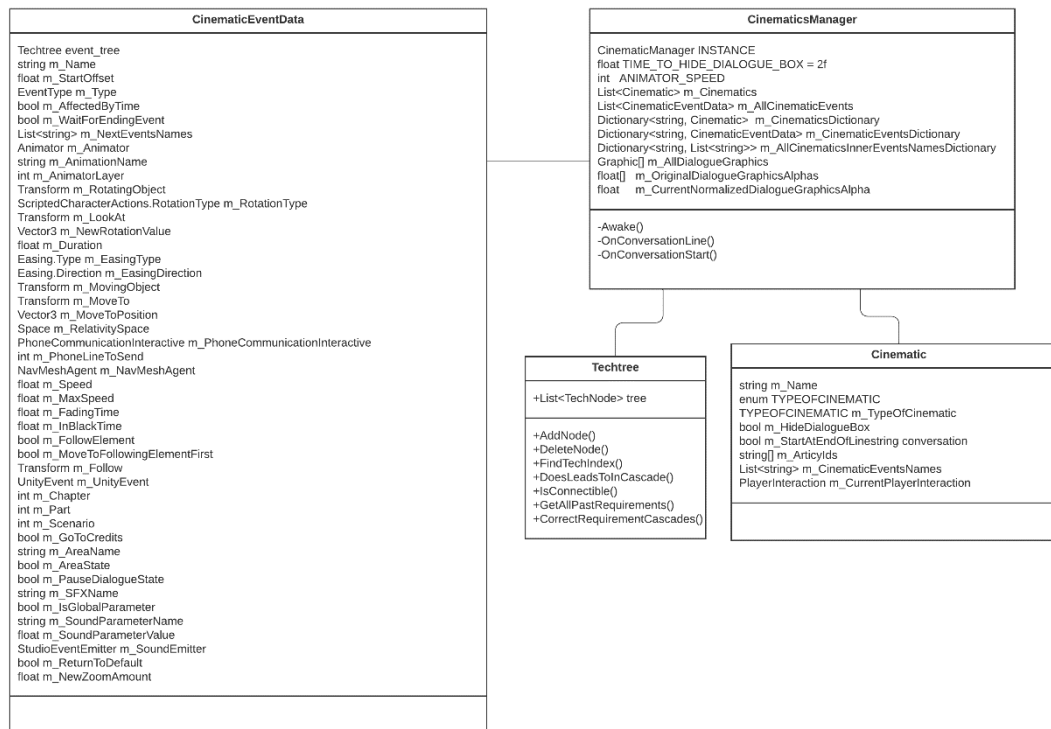 CinematicEventData
Techtree event_tree
string m_Name
float m_StartOffset
EventType m_Type
bool m_AffectedByTime
bool m_WaitForEndingEvent
List<string> m_NextEventsNames
Animator m_Animator
string m_AnimationName
int m_AnimatorLayer
Transform m_RotatingObject
ScriptedCharacterActions.RotationType m_RotationType
Transform m_LookAt
Vector3 m_NewRotationValue
float m_Duration
Easing.Type m_EasingType
Easing.Direction m_EasingDirection
Transform m_MovingObject
Transform m_MoveTo
Vector3 m_MoveToPosition
Space m_RelativitySpace
PhoneCommunicationInteractive m_PhoneCommunicationInteractive
int m_PhoneLineToSend
NavMeshAgent m_NavMeshAgent
float m_Speed
float m_MaxSpeed
float m_FadingTime
float m_InBlackTime
bool m_FollowElement
bool m_MoveToFollowingElementFirst
Transform m_Follow
UnityEvent m_UnityEvent
int m_Chapter
int m_Part
int m_Scenario
bool m_GoToCredits
string m_AreaName
bool m_AreaState
bool m_PauseDialogueState
string m_SFXName
bool m_IsGlobalParameter
string m_SoundParameterName
float m_SoundParameterValue
StudioEventEmitter m_SoundEmitter
bool m_ReturnToDefault
float m_NewZoomAmount
CinematicsManager
CinematicManager INSTANCE
float TIME_TO_HIDE_DIALOGUE_BOX = 2f
int ANIMATOR_SPEED
List<Cinematic> m_Cinematics
List<CinematicEventData> m_AllCinematicEvents
Dictionary<string, Cinematic> m_CinematicsDictionary
Dictionary<string, CinematicEventData> m_CinematicEventsDictionary
Dictionary<string, List<string>> m_AllCinematicsInnerEventsNamesDictionary
Graphic[] m_AllDialogueGraphics
float[] m_OriginalDialogueGraphicsAlphas
float m_CurrentNormalizedDialogueGraphicsAlpha
-Awake()
-OnConversationLine()
-OnConversationStart()
Techtree
+List<TechNode> tree
+AddNode()
+DeleteNode()
+FindTechIndex()
+DoesLeadsToInCascade()
+IsConnectible()
+GetAllPastRequirements()
+CorrectRequirementCascades()
Cinematic
string m_Name
enum TYPEOFCINEMATIC
TYPEOFCINEMATIC m_TypeOfCinematic
bool m_HideDialogueBox
bool m_StartAtEndOfLinestring conversation
string[] m_ArticyIds
List<string> m_CinematicEventsNames
PlayerInteraction m_CurrentPlayerInteraction